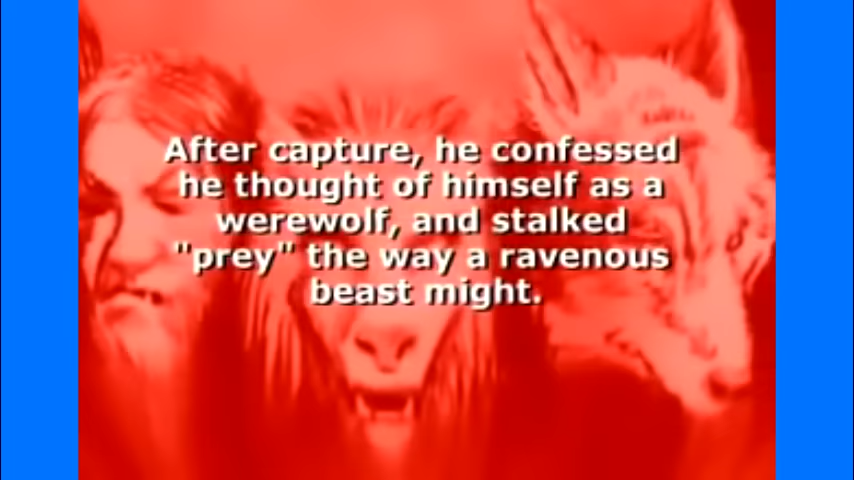 After capture, he confessed
he thought of himself as a
werewolf, and stalked
"prey" the way a ravenous
beast might.